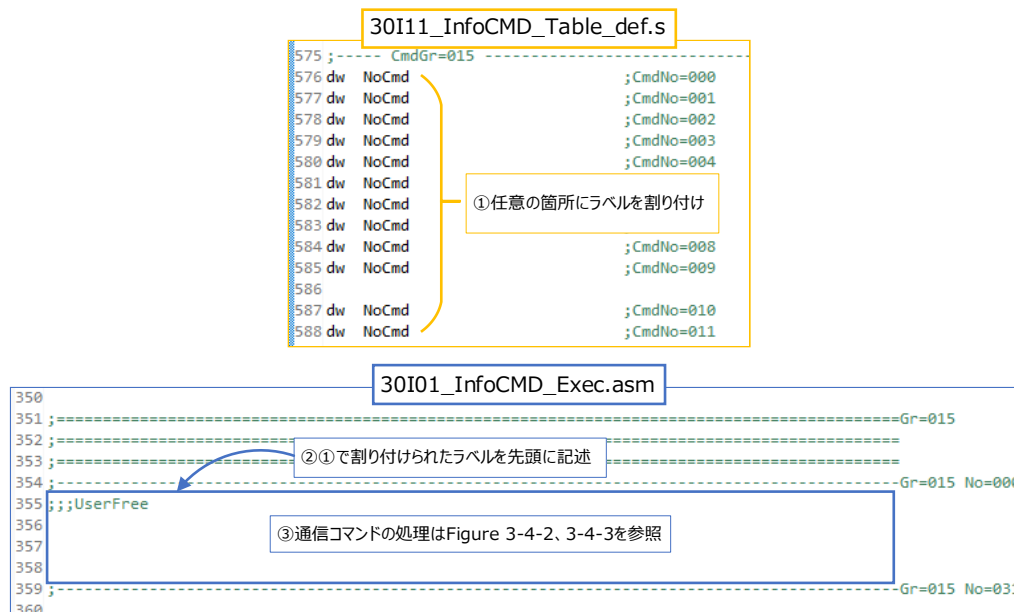 30I11_InfoCMD_Table_def.s
575 ;----- CmdGr=015 -----------------------------
576 dw NoCmd ;CmdNo=000
577 dw NoCmd ;CmdNo=001
578 dw NoCmd ;CmdNo=002
579 dw NoCmd ;CmdNo=003
580 dw NoCmd ;CmdNo=004
581 dw NoCmd
582 dw NoCmd
583 dw NoCmd
①任意の箇所にラベルを割り付け
584 dw NoCmd ;CmdNo=008
585 dw NoCmd ;CmdNo=009
586
587 dw NoCmd ;CmdNo=010
588 dw NoCmd ;CmdNo=011
30I01_InfoCMD_Exec.asm
350
351 ;====================================================================================Gr=015
352 ;====================================================================================
②①で割り付けられたラベルを先頭に記述
353 ;====================================================================================
354 ;------------------------------------------------------------------------------------Gr=015 No=000
355 ;;;UserFree
356
③通信コマンドの処理はFigure 3-4-2、3-4-3を参照
357
358
359 ;------------------------------------------------------------------------------------Gr=015 No=031
360